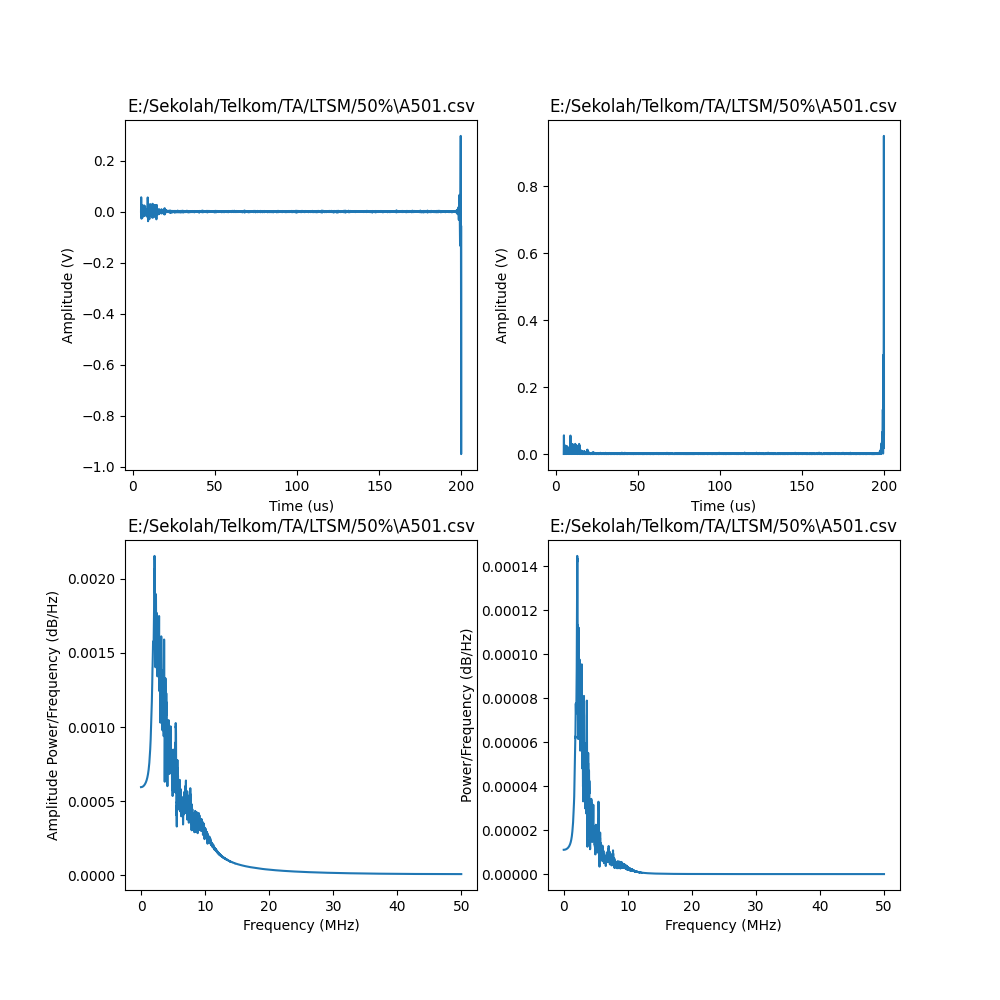 E:/Sekolah/Telkom/TA/LTSM/50%\A501.csv
Amplitude (V)
0.2
0.0
−0.2
−0.4
−0.6
−0.8
−1.0
0 50 100 150 200
Time (us)
E:/Sekolah/Telkom/TA/LTSM/50%\A501.csv
Amplitude (V)
0.8
0.6
0.4
0.2
0.0
0 50 100 150 200
Time (us)
E:/Sekolah/Telkom/TA/LTSM/50%\A501.csv
Amplitude Power/Frequency (dB/Hz)
0.0020
0.0015
0.0010
0.0005
0.0000
0 10 20 30 40 50
Frequency (MHz)
E:/Sekolah/Telkom/TA/LTSM/50%\A501.csv
Power/Frequency (dB/Hz)
0.00014
0.00012
0.00010
0.00008
0.00006
0.00004
0.00002
0.00000
0 10 20 30 40 50
Frequency (MHz)